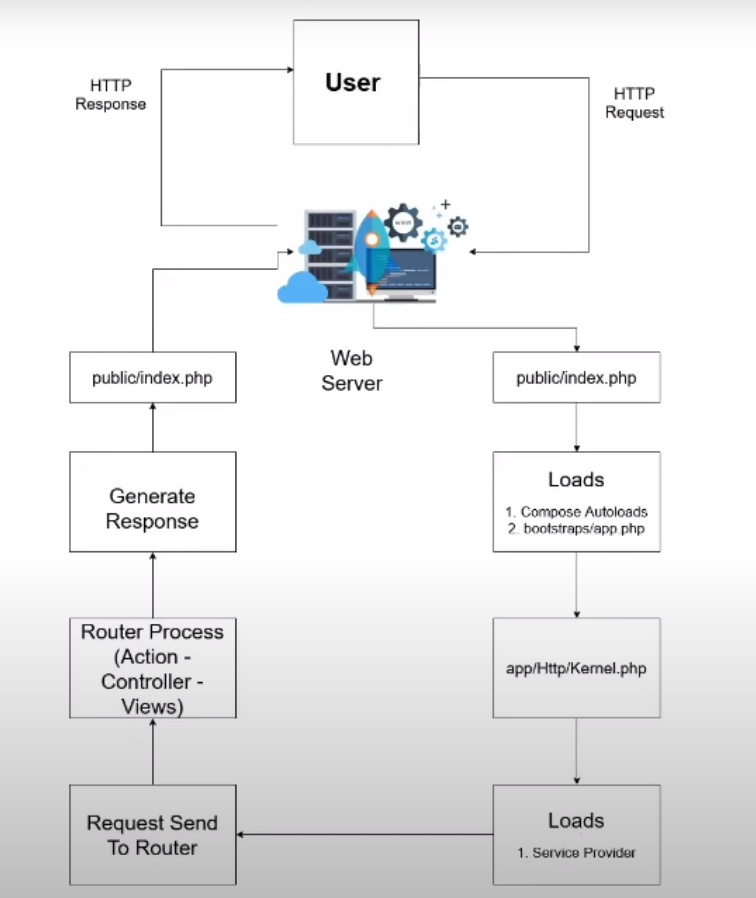 User
HTTP
Response
HTTP
Request
www
Web
Server
public/index.php
public/index.php
Loads
1. Compose Autoloads
2. bootstraps/app.php
app/Http/Kernel.php
Loads
1. Service Provider
Request Send
To Router
Router Process
(Action -
Controller -
Views)
Generate
Response